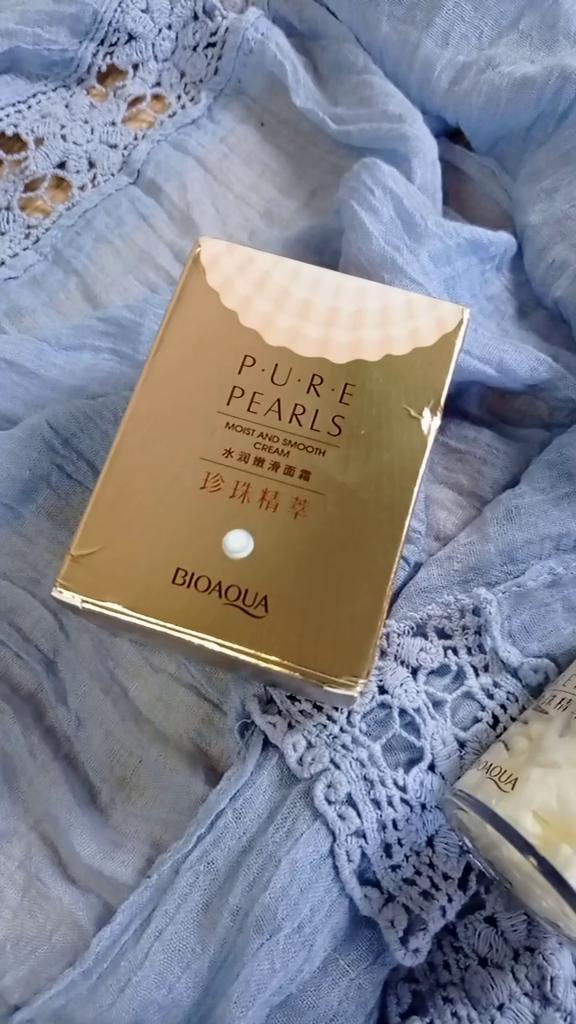 P·U·R·E
PEARLS
MOIST AND SMOOTH
CREAM
水润嫩滑面霜
珍珠精萃
BIOAQUA
BIOAQUA